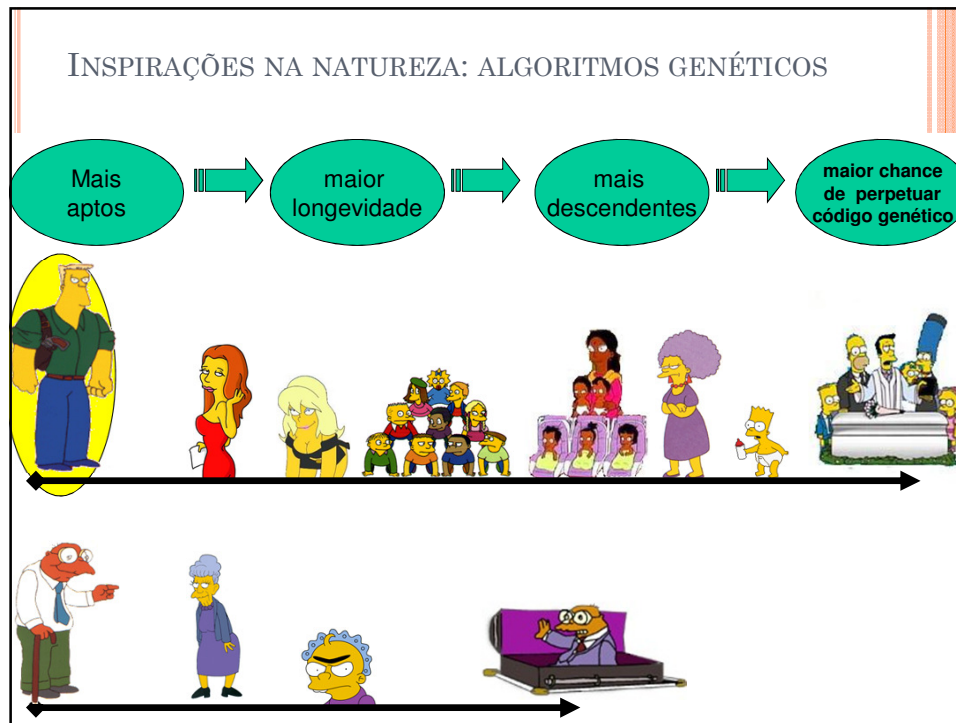 INSPIRAÇÕES NA NATUREZA: ALGORITMOS GENÉTICOS
Mais
aptos
maior
longevidade
mais
descendentes
maior chance
de perpetuar
código genético